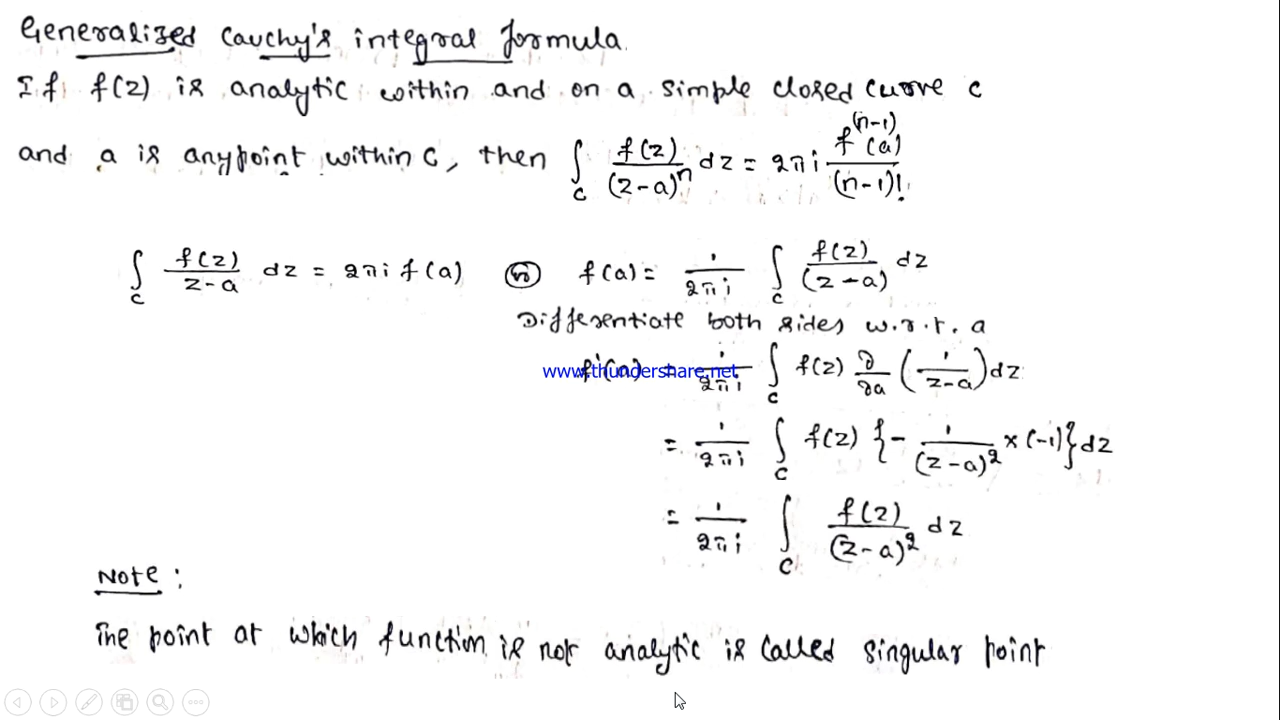 Generalized Cauchy's integral formula
If f(z) is analytic within and on a simple closed curve c
and a is any point within C, then ∫_C f(z)/(z-a)^n dz = 2πi f^(n-1)(a)/(n-1)!
∫_C f(z)/(z-a) dz = 2πi f(a) f(a) = 1/(2πi) ∫_C f(z)/(z-a) dz
Differentiate both sides w.r.t. a
f'(a) = 1/(2πi) ∫_C f(z) ∂/∂a (1/(z-a)) dz
www.thundershare.net
= 1/(2πi) ∫_C f(z) {- 1/(z-a)^2 × (-1)} dz
= 1/(2πi) ∫_C f(z)/(z-a)^2 dz
Note :
The point at which function is not analytic is called singular point